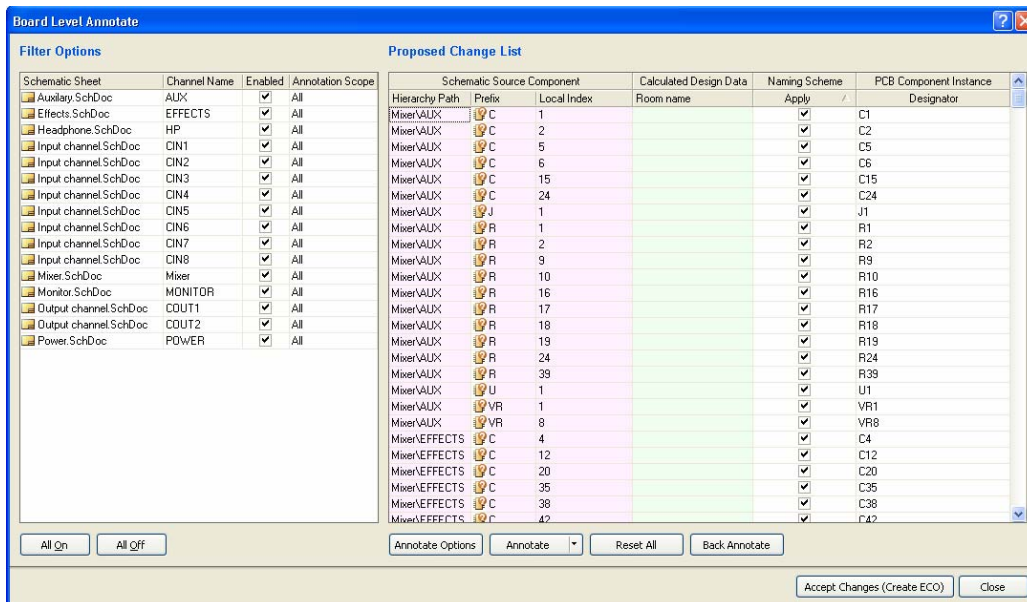 Board Level Annotate
Filter Options
Schematic Sheet Channel Name Enabled Annotation Scope
Auxilary.SchDoc AUX All
Effects.SchDoc EFFECTS All
Headphone.SchDoc HP All
Input channel.SchDoc CIN1 All
Input channel.SchDoc CIN2 All
Input channel.SchDoc CIN3 All
Input channel.SchDoc CIN4 All
Input channel.SchDoc CIN5 All
Input channel.SchDoc CIN6 All
Input channel.SchDoc CIN7 All
Input channel.SchDoc CIN8 All
Mixer.SchDoc Mixer All
Monitor.SchDoc MONITOR All
Output channel.SchDoc COUT1 All
Output channel.SchDoc COUT2 All
Power.SchDoc POWER All
All On All Off
Proposed Change List
Schematic Source Component Calculated Design Data Naming Scheme PCB Component Instance
Hierarchy Path Prefix Local Index Room name Apply Designator
Mixer\AUX C 1 C1
Mixer\AUX C 2 C2
Mixer\AUX C 5 C5
Mixer\AUX C 6 C6
Mixer\AUX C 15 C15
Mixer\AUX C 24 C24
Mixer\AUX J 1 J1
Mixer\AUX R 1 R1
Mixer\AUX R 2 R2
Mixer\AUX R 9 R9
Mixer\AUX R 10 R10
Mixer\AUX R 16 R16
Mixer\AUX R 17 R17
Mixer\AUX R 18 R18
Mixer\AUX R 19 R19
Mixer\AUX R 24 R24
Mixer\AUX R 39 R39
Mixer\AUX U 1 U1
Mixer\AUX VR 1 VR1
Mixer\AUX VR 8 VR8
Mixer\EFFECTS C 4 C4
Mixer\EFFECTS C 12 C12
Mixer\EFFECTS C 20 C20
Mixer\EFFECTS C 35 C35
Mixer\EFFECTS C 38 C38
Mixer\EFFECTS C 42 C42
Annotate Options Annotate Reset All Back Annotate
Accept Changes (Create ECO) Close